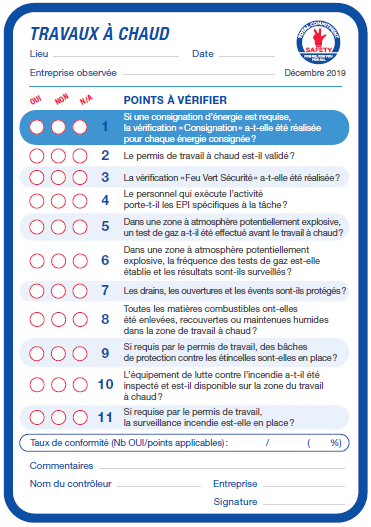 TRAVAUX À CHAUD
TOTAL COMMITMENT
SAFETY
FOR ME, FOR YOU
FOR ALL
Lieu Date
Entreprise observée Décembre 2019
OUI NON N/A POINTS À VÉRIFIER
1 Si une consignation d'énergie est requise,
la vérification «Consignation» a-t-elle été réalisée
pour chaque énergie consignée?
2 Le permis de travail à chaud est-il validé?
3 La vérification «Feu Vert Sécurité» a-t-elle été réalisée?
4 Le personnel qui exécute l'activité
porte-t-il les EPI spécifiques à la tâche?
5 Dans une zone à atmosphère potentiellement explosive,
un test de gaz a-t-il été effectué avant le travail à chaud?
6 Dans une zone à atmosphère potentiellement
explosive, la fréquence des tests de gaz est-elle
établie et les résultats sont-ils surveillés?
7 Les drains, les ouvertures et les évents sont-ils protégés?
8 Toutes les matières combustibles ont-elles
été enlevées, recouvertes ou maintenues humides
dans la zone de travail à chaud?
9 Si requis par le permis de travail, des bâches
de protection contre les étincelles sont-elles en place?
10 L'équipement de lutte contre l'incendie a-t-il été
inspecté et est-il disponible sur la zone du travail
à chaud?
11 Si requise par le permis de travail,
la surveillance incendie est-elle en place?
Taux de conformité (Nb OUI/points applicables): / ( %)
Commentaires
Nom du contrôleur Entreprise
Signature